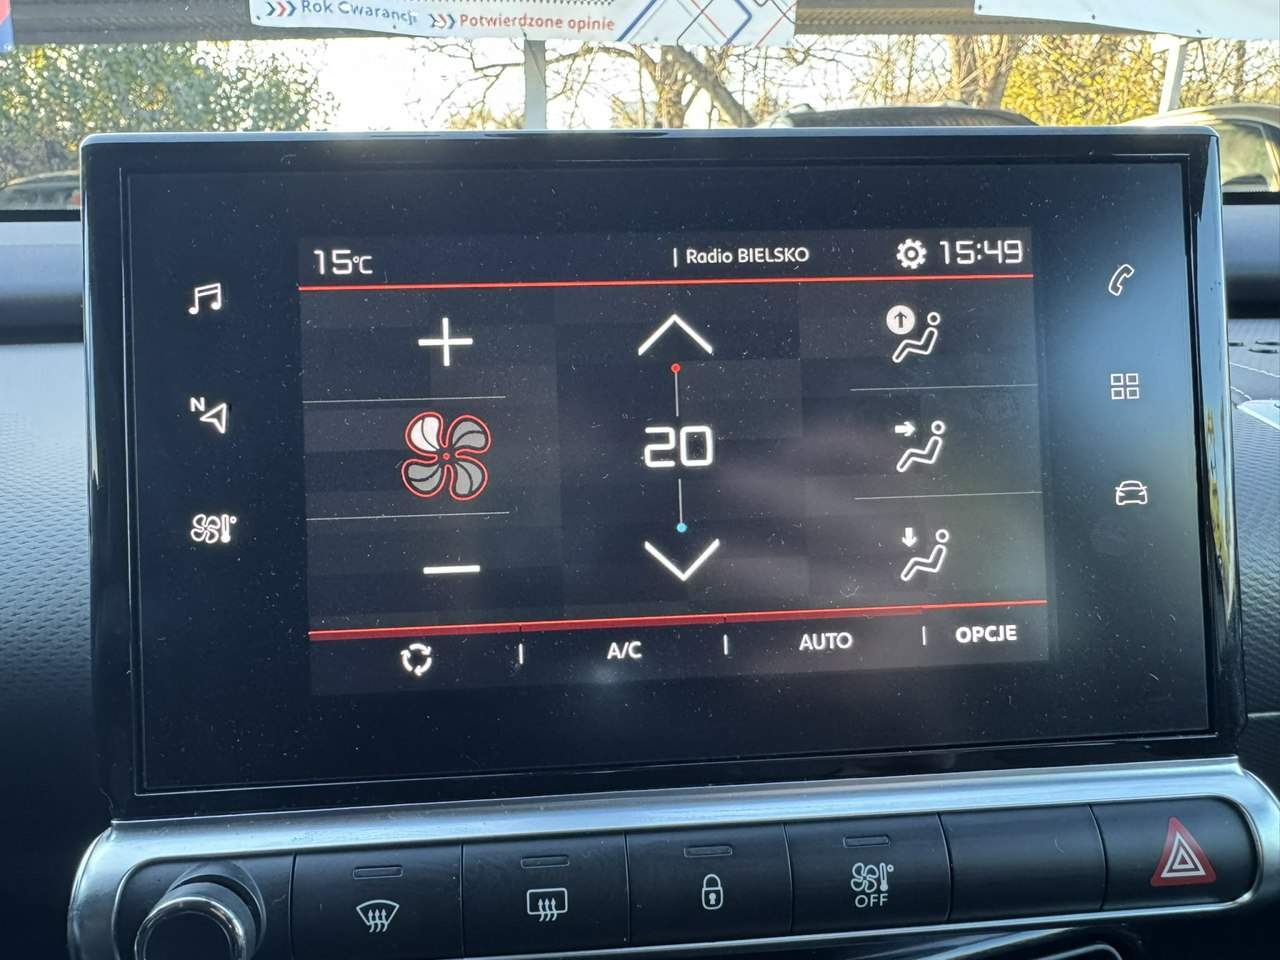 Rok Gwarancji
Potwierdzone opinie
15°C
Radio BIELSKO
15:49
N
20
A/C
AUTO
OPCJE
OFF